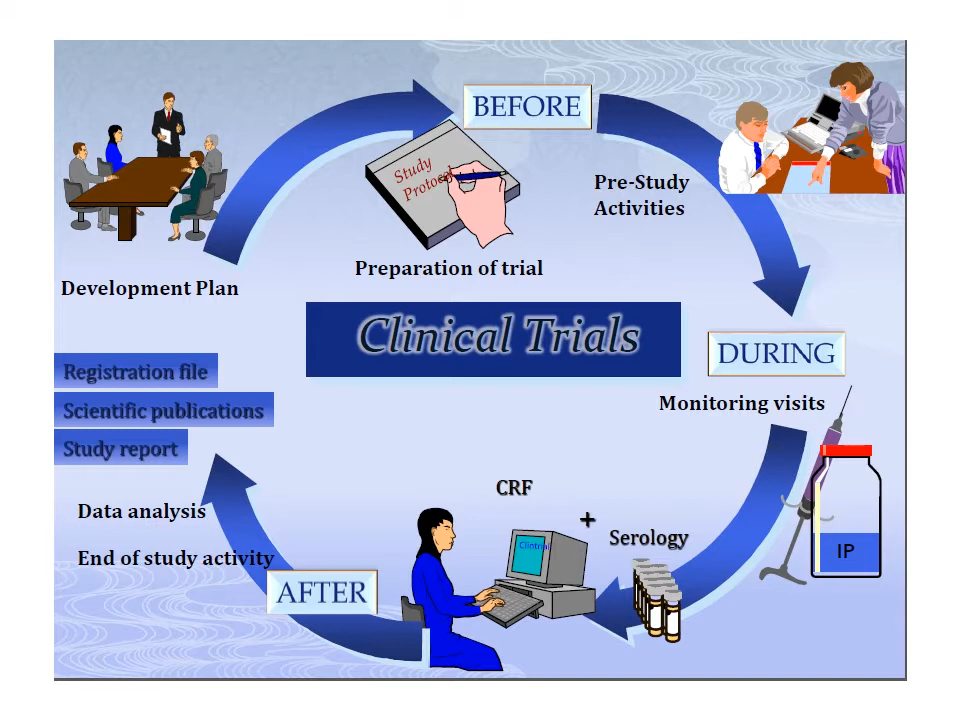 BEFORE
Study
Protocol
Pre-Study
Activities
Preparation of trial
Development Plan
Clinical Trials
DURING
Registration file
Monitoring visits
Scientific publications
Study report
CRF
+
Data analysis
Serology
Clintrial
IP
End of study activity
AFTER